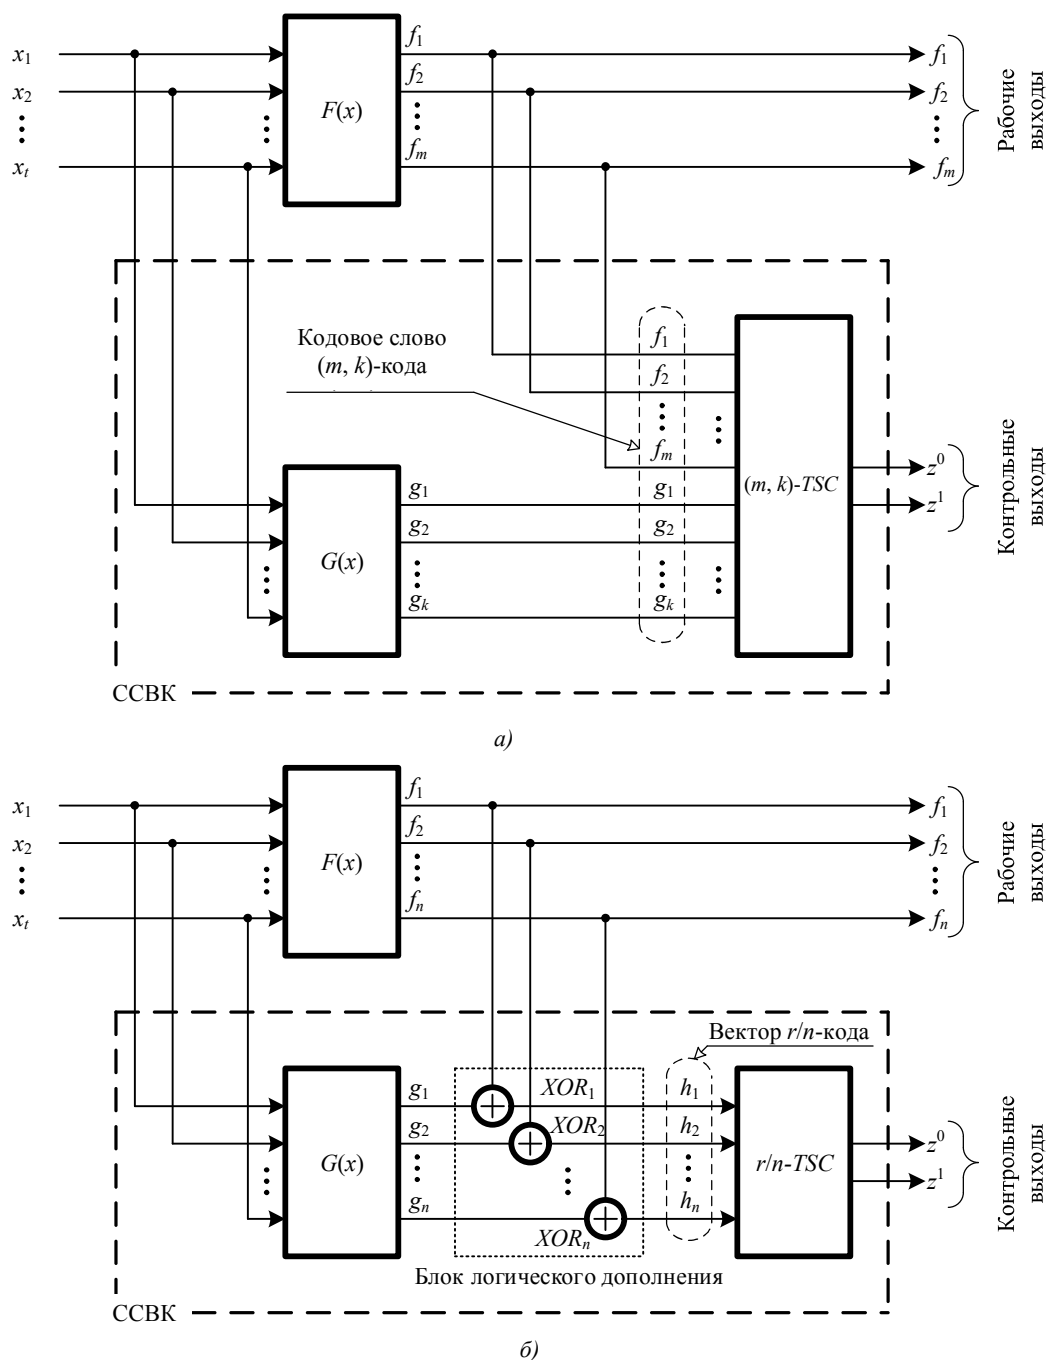 x1
x2
xt
F(x)
f1
f2
fm
f1
f2
fm
Рабочие
выходы
Кодовое слово
(m, k)-кода
f1
f2
fm
g1
g2
gk
G(x)
g1
g2
gk
(m, k)-TSC
z0
z1
Контрольные
выходы
ССВК
а)
x1
x2
xt
F(x)
f1
f2
fn
f1
f2
fn
Рабочие
выходы
Вектор r/n-кода
G(x)
g1
g2
gn
XOR1
XOR2
XORn
h1
h2
hn
r/n-TSC
z0
z1
Контрольные
выходы
Блок логического дополнения
ССВК
б)